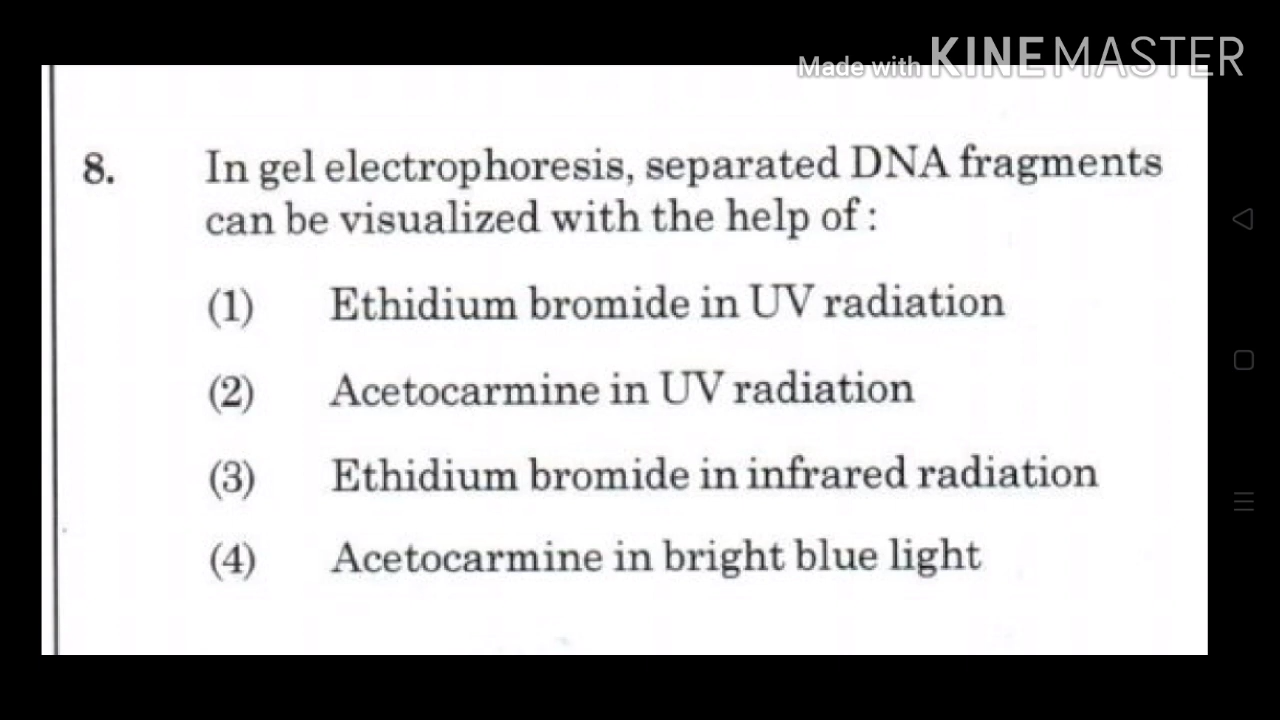 Made with KINEMASTER
8. In gel electrophoresis, separated DNA fragments
can be visualized with the help of :
(1) Ethidium bromide in UV radiation
(2) Acetocarmine in UV radiation
(3) Ethidium bromide in infrared radiation
(4) Acetocarmine in bright blue light